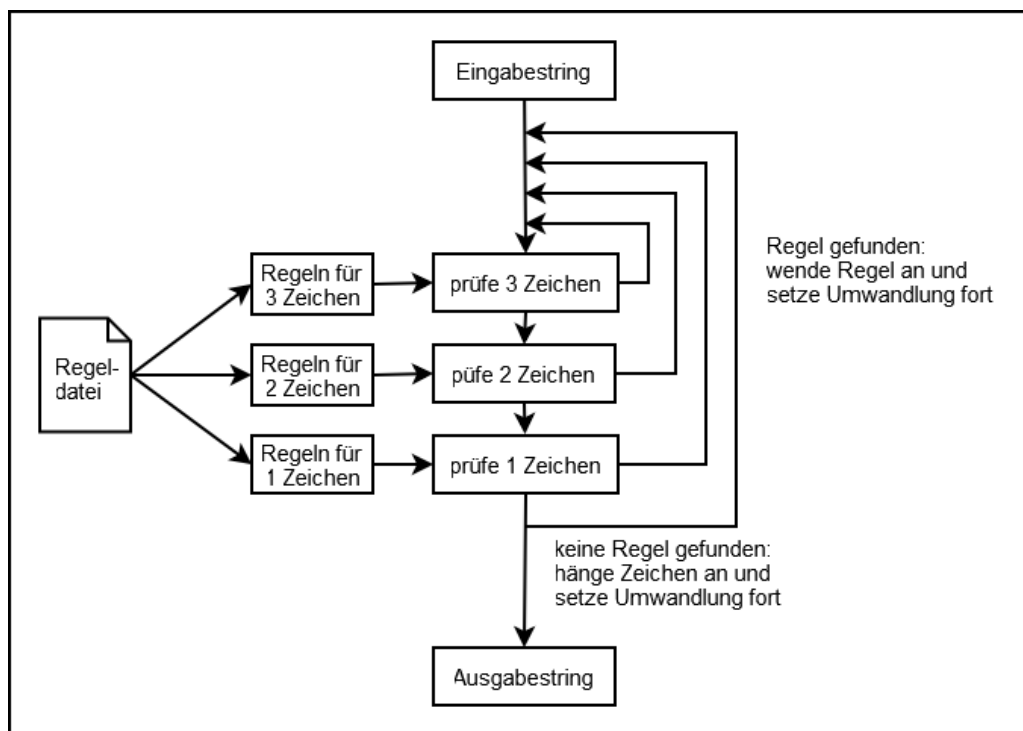 Eingabestring
Regel gefunden:
wende Regel an und
setze Umwandlung fort
Regeln für
3 Zeichen
prüfe 3 Zeichen
Regel-
datei
Regeln für
2 Zeichen
püfe 2 Zeichen
Regeln für
1 Zeichen
prüfe 1 Zeichen
keine Regel gefunden:
hänge Zeichen an und
setze Umwandlung fort
Ausgabestring